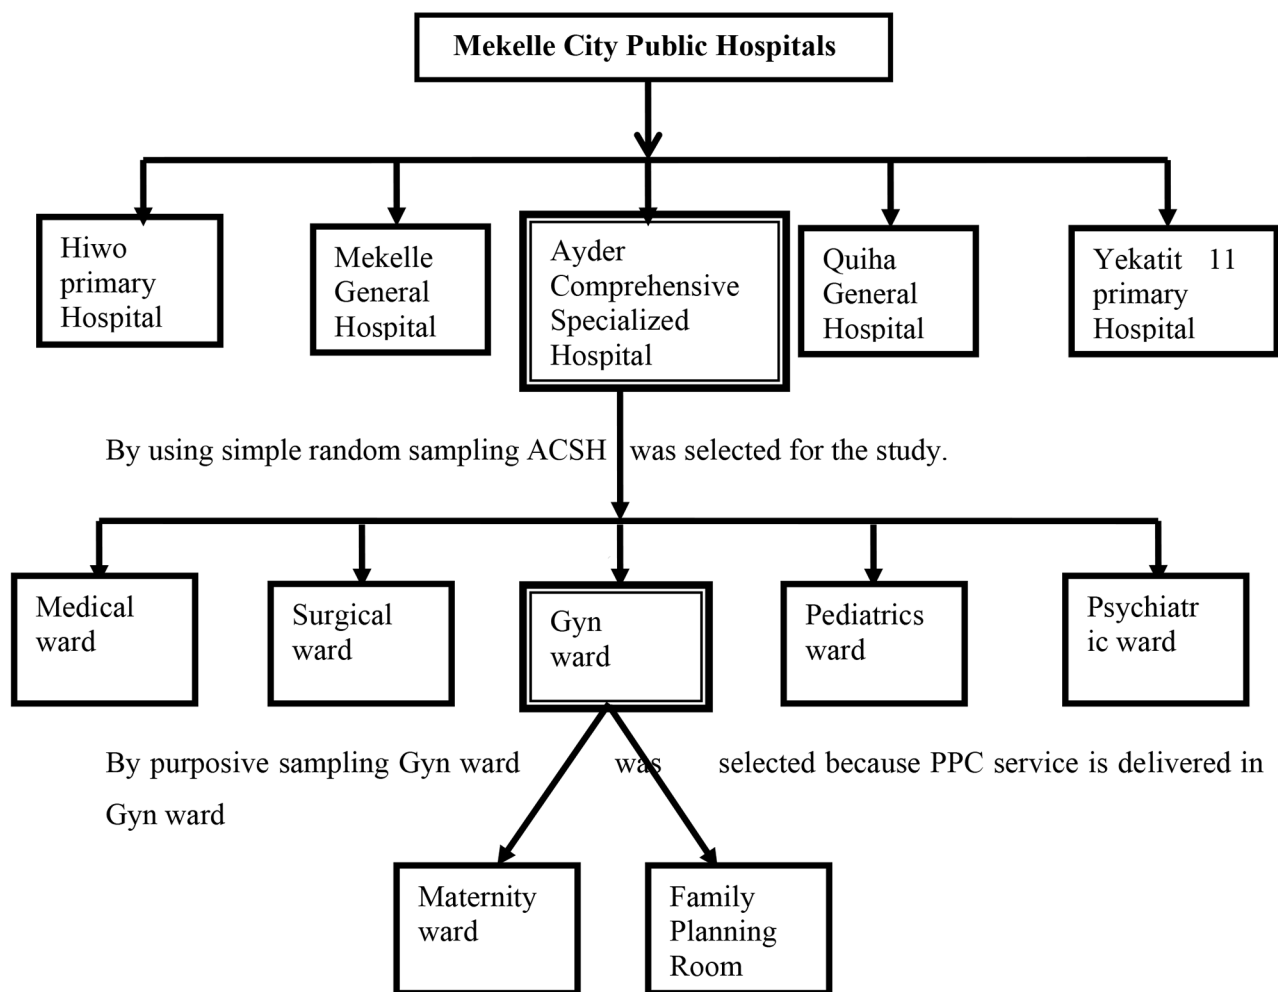 Mekelle City Public Hospitals
Hiwo
primary
Hospital
Mekelle
General
Hospital
Ayder
Comprehensive
Specialized
Hospital
Quiha
General
Hospital
Yekatit 11
primary
Hospital
By using simple random sampling ACSH was selected for the study.
Medical
ward
Surgical
ward
Gyn
ward
Pediatrics
ward
Psychiatr
ic ward
By purposive sampling Gyn ward was selected because PPC service is delivered in
Gyn ward
Maternity
ward
Family
Planning
Room